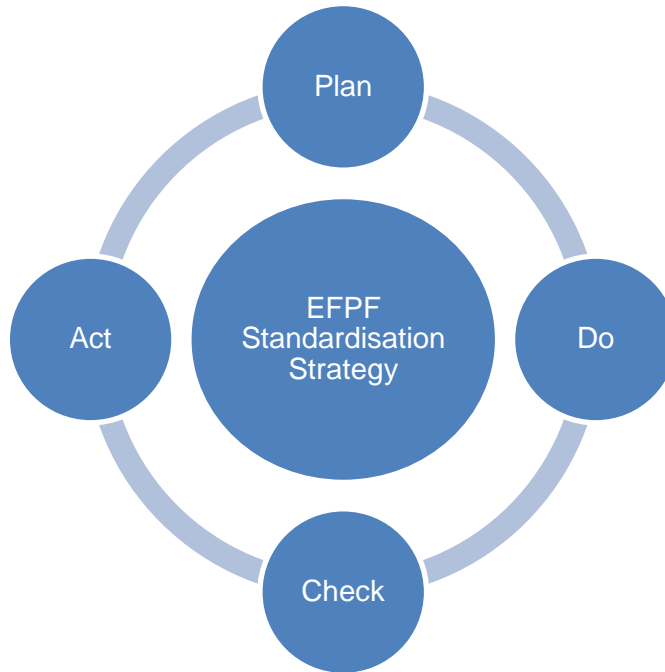 Plan
EFPF
Standardisation
Strategy
Act
Do
Check